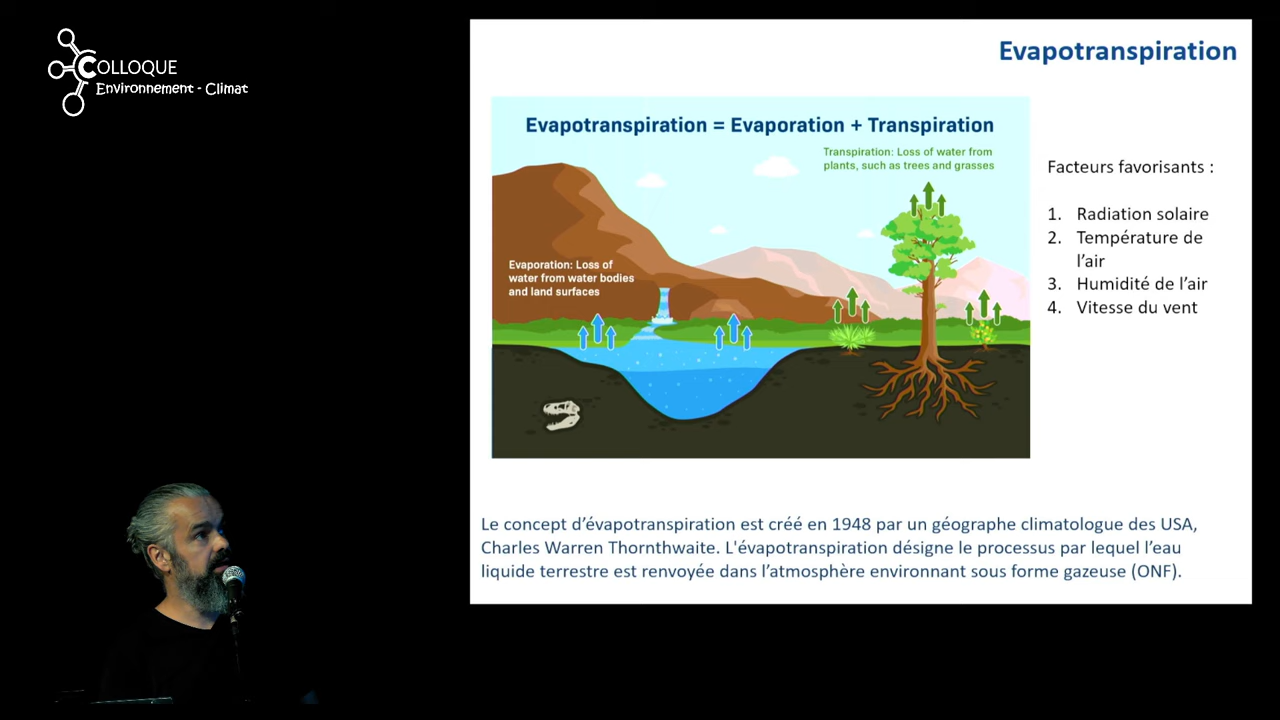 COLLOQUE
Environnement - Climat
Evapotranspiration
Evapotranspiration = Evaporation + Transpiration
Transpiration: Loss of water from
plants, such as trees and grasses
Evaporation: Loss of
water from water bodies
and land surfaces
Facteurs favorisants :
1. Radiation solaire
2. Température de
l’air
3. Humidité de l’air
4. Vitesse du vent
Le concept d’évapotranspiration est créé en 1948 par un géographe climatologue des USA,
Charles Warren Thornthwaite. L'évapotranspiration désigne le processus par lequel l’eau
liquide terrestre est renvoyée dans l’atmosphère environnant sous forme gazeuse (ONF).